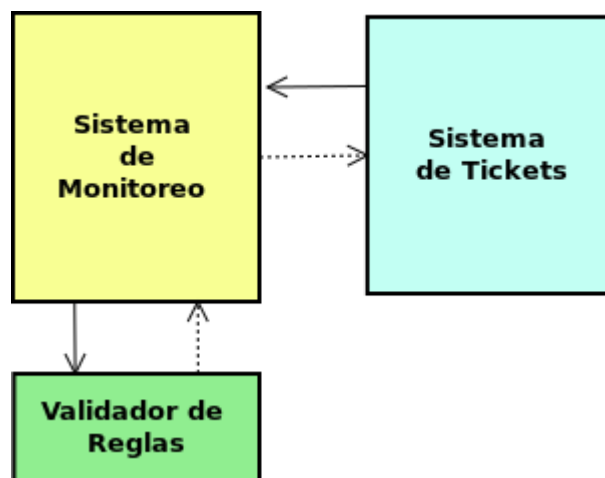 Sistema
de
Monitoreo
Sistema
de Tickets
Validador de
Reglas